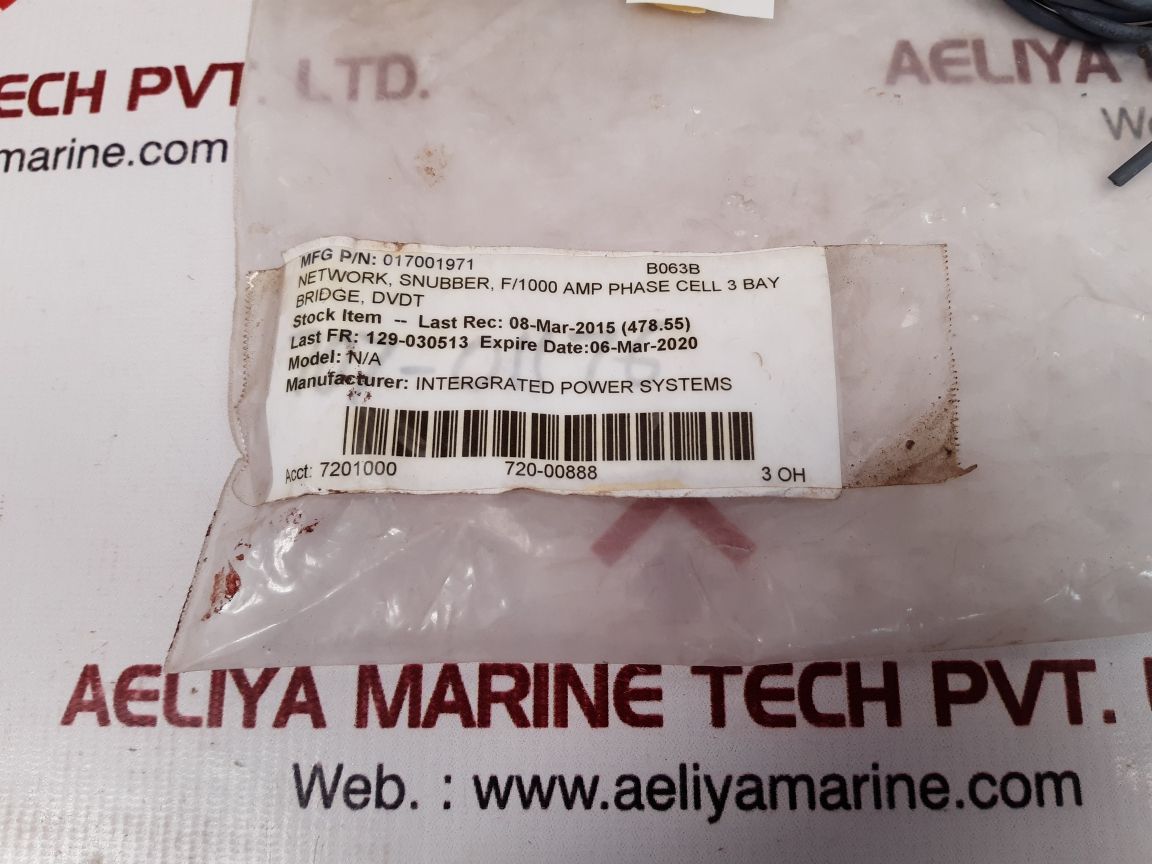 ECH PVT. LTD.
marine.com
AELIYA
MFG P/N: 017001971 B063B
NETWORK, SNUBBER, F/1000 AMP PHASE CELL 3 BAY
BRIDGE, DVDT
Stock Item -- Last Rec: 08-Mar-2015 (478.55)
Last FR: 129-030513 Expire Date:06-Mar-2020
Model: N/A
Manufacturer: INTERGRATED POWER SYSTEMS
Acct: 7201000 720-00888 3 OH
AELIYA MARINE TECH PVT.
Web. : www.aeliyamarine.com